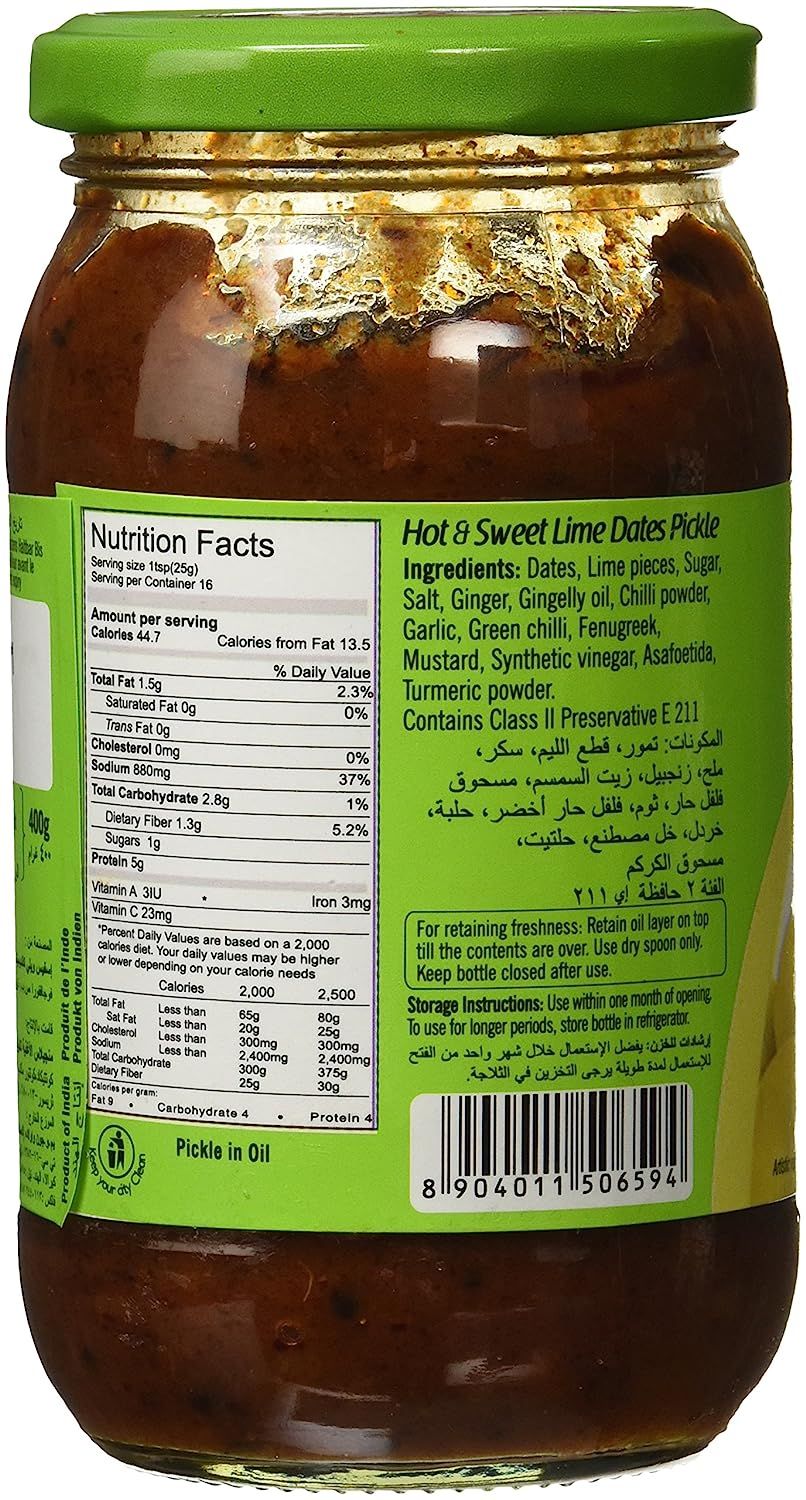 Nutrition Facts
Serving size 1tsp(25g)
Serving per Container 16
Amount per serving
Calories 44.7 Calories from Fat 13.5
% Daily Value
Total Fat 1.5g 2.3%
Saturated Fat 0g 0%
Trans Fat 0g
Cholesterol 0mg 0%
Sodium 880mg 37%
Total Carbohydrate 2.8g 1%
Dietary Fiber 1.3g 5.2%
Sugars 1g
Protein 5g
Vitamin A 3IU • Iron 3mg
Vitamin C 23mg
*Percent Daily Values are based on a 2,000
calories diet. Your daily values may be higher
or lower depending on your calorie needs
Calories 2,000 2,500
Total Fat Less than 65g 80g
Sat Fat Less than 20g 25g
Cholesterol Less than 300mg 300mg
Sodium Less than 2,400mg 2,400mg
Total Carbohydrate 300g 375g
Dietary Fiber 25g 30g
Calories per gram:
Fat 9 • Carbohydrate 4 • Protein 4
Keep your city Clean
Pickle in Oil
Hot & Sweet Lime Dates Pickle
Ingredients: Dates, Lime pieces, Sugar,
Salt, Ginger, Gingelly oil, Chilli powder,
Garlic, Green chilli, Fenugreek,
Mustard, Synthetic vinegar, Asafoetida,
Turmeric powder.
Contains Class II Preservative E 211
المكونات: تمور، قطع الليم، سكر،
ملح، زنجبيل، زيت السمسم، مسحوق
فلفل حار، ثوم، فلفل حار أخضر، حلبة،
خردل، خل مصطنع، حلتيت،
مسحوق الكركم
الفئة ٢ حافظة إي ٢١١
For retaining freshness: Retain oil layer on top
till the contents are over. Use dry spoon only.
Keep bottle closed after use.
Storage Instructions: Use within one month of opening.
To use for longer periods, store bottle in refrigerator.
إرشادات للخزن: يفضل الإستعمال خلال شهر واحد من الفتح
للإستعمال لمدة طويلة يرجى التخزين في الثلاجة.
8 904011 506594
400g
٤٠٠ غرام
Product of India Produit de l'Inde
إنتاج الهند Produkt von Indien